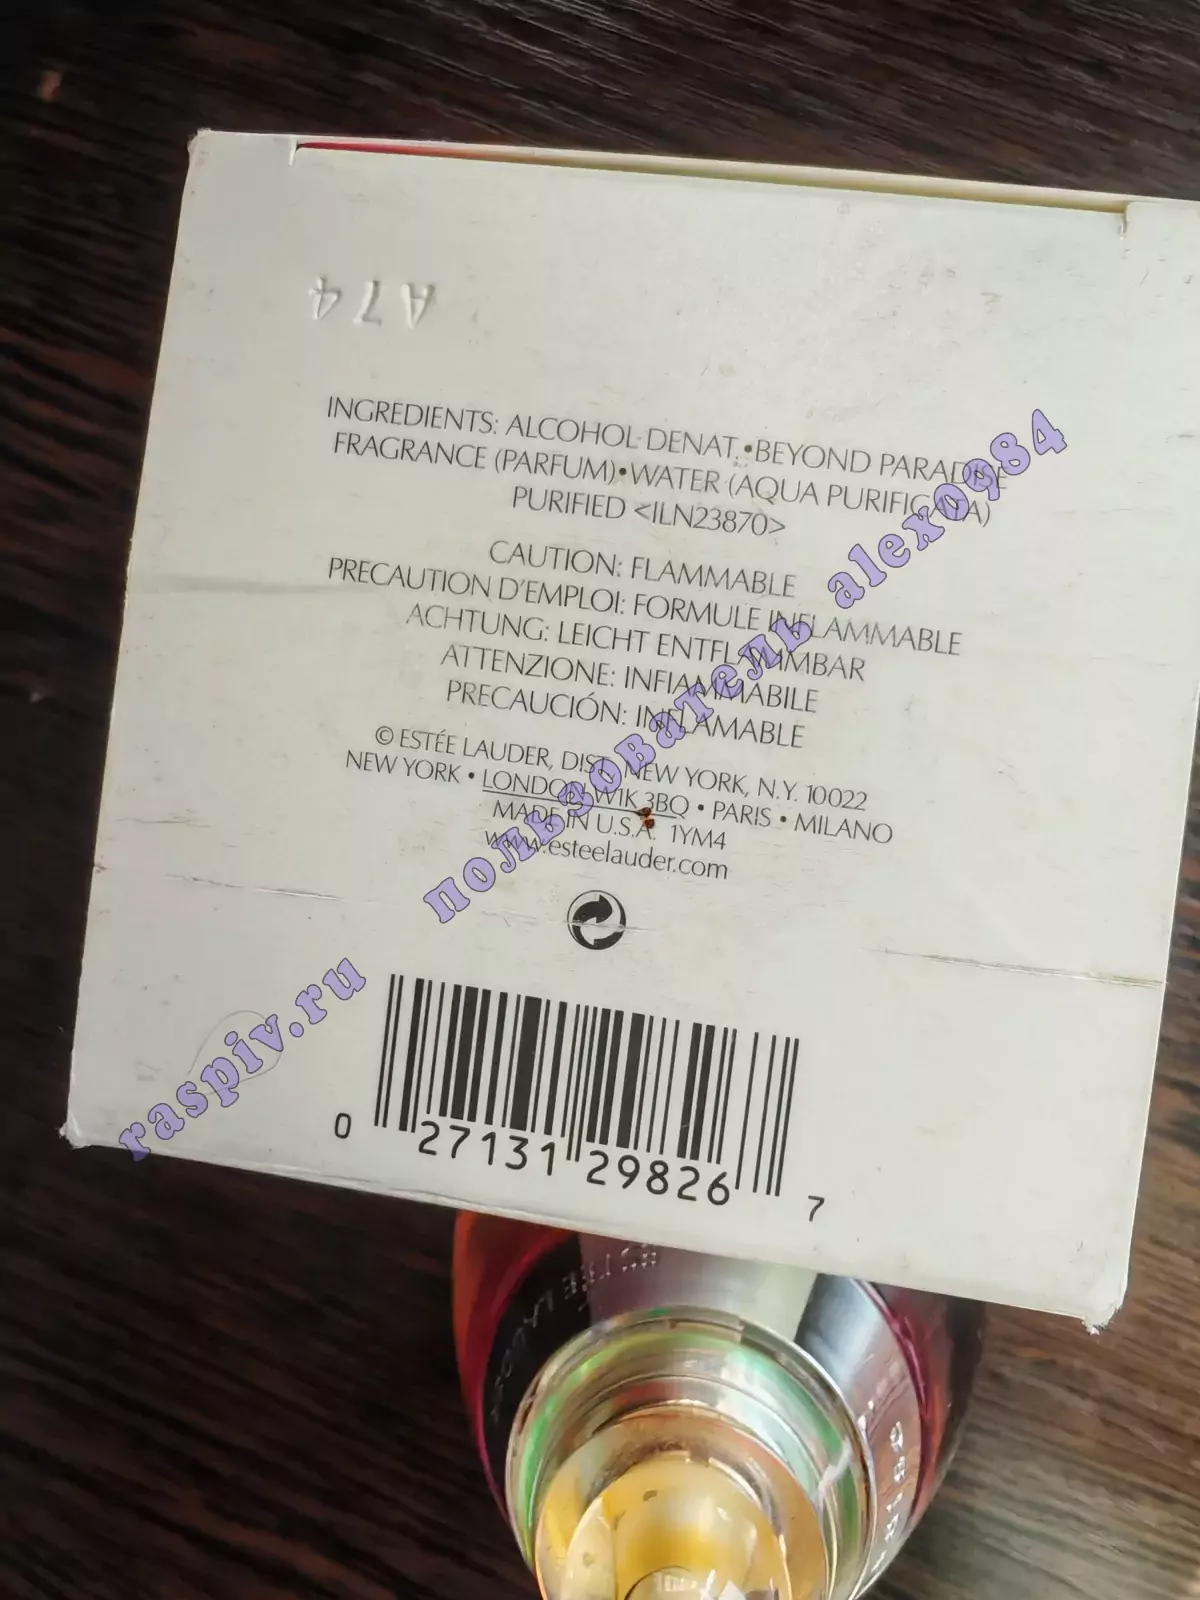 A74
INGREDIENTS: ALCOHOL DENAT.•BEYOND PARADISE
FRAGRANCE (PARFUM)•WATER (AQUA PURIFICATA)
PURIFIED <ILN23870>
CAUTION: FLAMMABLE
PRECAUTION D'EMPLOI: FORMULE INFLAMMABLE
ACHTUNG: LEICHT ENTFLAMMBAR
ATTENZIONE: INFIAMMABILE
PRECAUCIÓN: INFLAMABLE
© ESTÉE LAUDER, DIST. NEW YORK, N.Y. 10022
NEW YORK • LONDON W1K 3BQ • PARIS • MILANO
MADE IN U.S.A. 1YM4
www.esteelauder.com
0 27131 29826 7
raspiv.ru пользователь alex0984